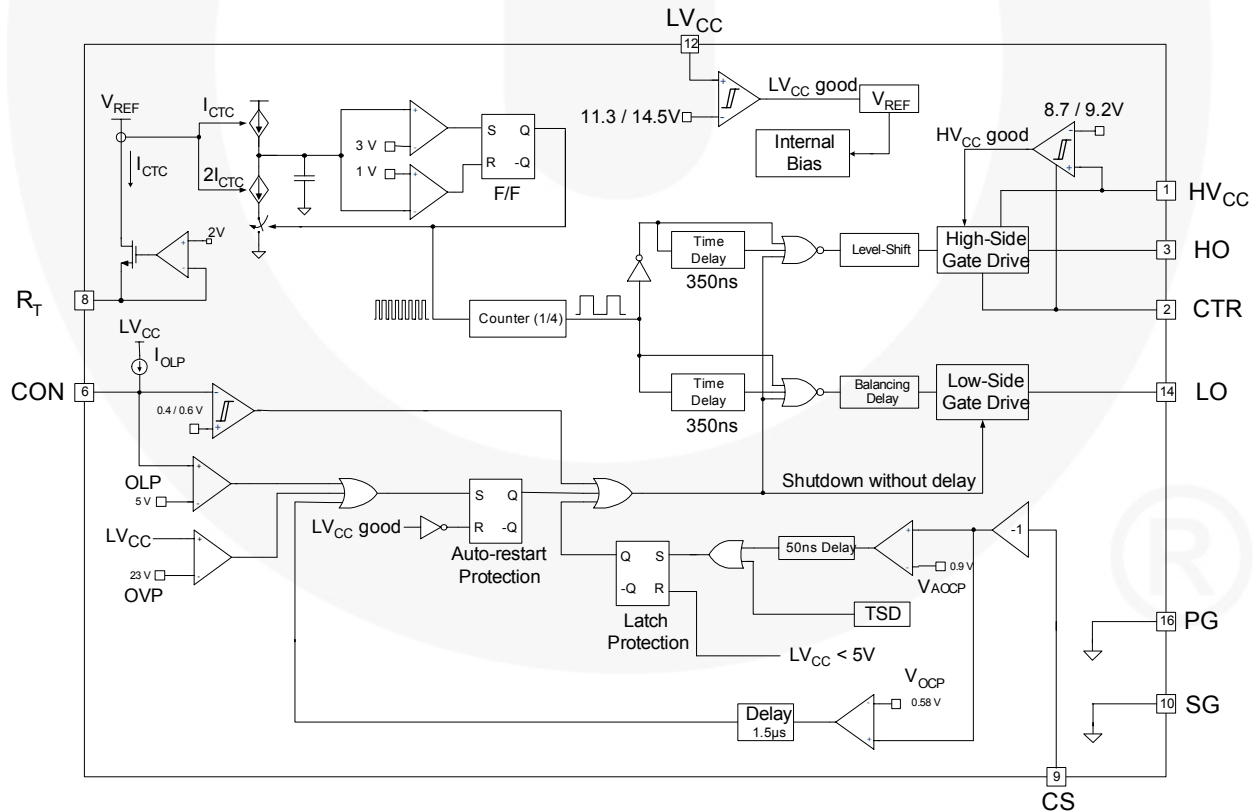 LVCC
12
VREF
ICTC
ICTC
2ICTC
3 V
1 V
S Q
R -Q
F/F
2V
11.3 / 14.5V
+
-
LVCC good
VREF
Internal
Bias
8.7 / 9.2V
HVCC good
1 HVCC
Time
Delay
350ns
Level-Shift
High-Side
Gate Drive
3 HO
2 CTR
RT 8
Counter (1/4)
LVCC
IOLP
CON 6
0.4 / 0.6 V
Time
Delay
350ns
Balancing
Delay
Low-Side
Gate Drive
14 LO
Shutdown without delay
OLP
5 V
LVCC
23 V
OVP
LVCC good
S Q
R -Q
Auto-restart
Protection
Q S
-Q R
Latch
Protection
50ns Delay
0.9 V
VAOCP
-1
TSD
LVCC < 5V
16 PG
10 SG
VOCP
0.58 V
Delay
1.5µs
9
CS
®